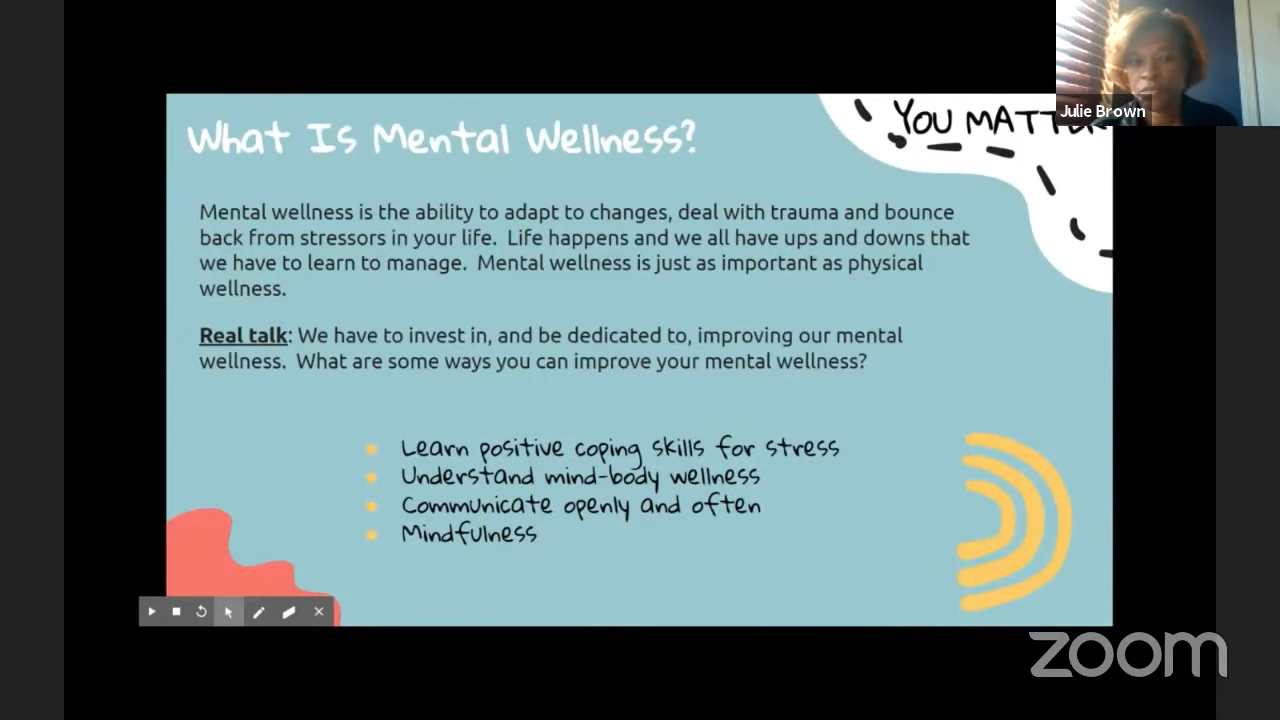 What Is Mental Wellness?
YOU MATTER
Julie Brown
Mental wellness is the ability to adapt to changes, deal with trauma and bounce
back from stressors in your life. Life happens and we all have ups and downs that
we have to learn to manage. Mental wellness is just as important as physical
wellness.
Real talk: We have to invest in, and be dedicated to, improving our mental
wellness. What are some ways you can improve your mental wellness?
Learn positive coping skills for stress
Understand mind-body wellness
Communicate openly and often
Mindfulness
zoom